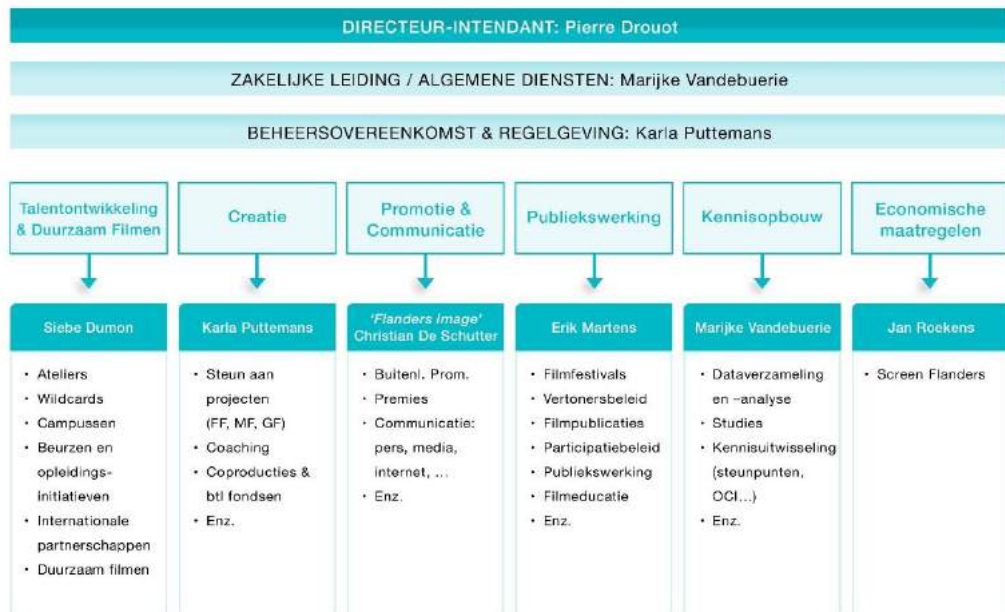 DIRECTEUR-INTENDANT: Pierre Drouot
ZAKELIJKE LEIDING / ALGEMENE DIENSTEN: Marijke Vandebuerie
BEHEERSOVEREENKOMST & REGELGEVING: Karla Puttemans
Talentontwikkeling
& Duurzaam Filmen
Creatie
Promotie &
Communicatie
Publiekswerking
Kennisopbouw
Economische
maatregelen
Siebe Dumon
• Ateliers
• Wildcards
• Campussen
• Beurzen en
opleidings-
initiatieven
• Internationale
partnerschappen
• Duurzaam filmen
Karla Puttemans
• Steun aan
projecten
(FF, MF, GF)
• Coaching
• Coproducties &
btl fondsen
• Enz.
'Flanders Image'
Christian De Schutter
• Buitenl. Prom.
• Premies
• Communicatie:
pers, media,
internet, ...
• Enz.
Erik Martens
• Filmfestivals
• Vertonersbeleid
• Filmpublicaties
• Participatiebeleid
• Publiekswerking
• Filmeducatie
• Enz.
Marijke Vandebuerie
• Dataverzameling
en –analyse
• Studies
• Kennisuitwisseling
(steunpunten,
OCI...)
• Enz.
Jan Roekens
• Screen Flanders